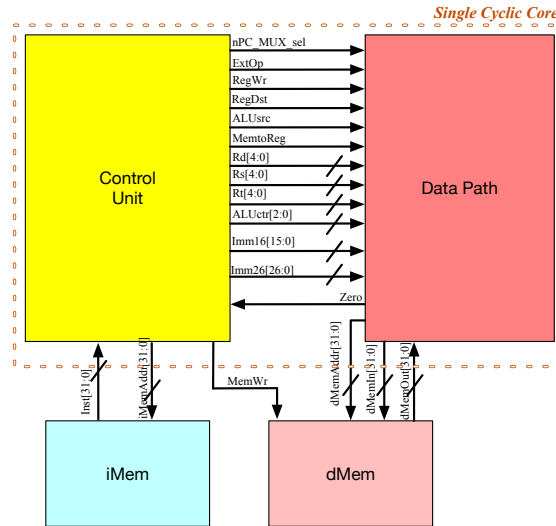 Single Cyclic Core
nPC_MUX_sel
ExtOp
RegWr
RegDst
ALUsrc
MemtoReg
Rd[4:0]
Rs[4:0]
Rt[4:0]
ALUctr[2:0]
Imm16[15:0]
Imm26[26:0]
Zero
Control
Unit
Data Path
Inst[31:0]
iMemAddr[31:0]
MemWr
dMemAddr[31:0]
dMemIn[31:0]
dMemOut[31:0]
iMem
dMem